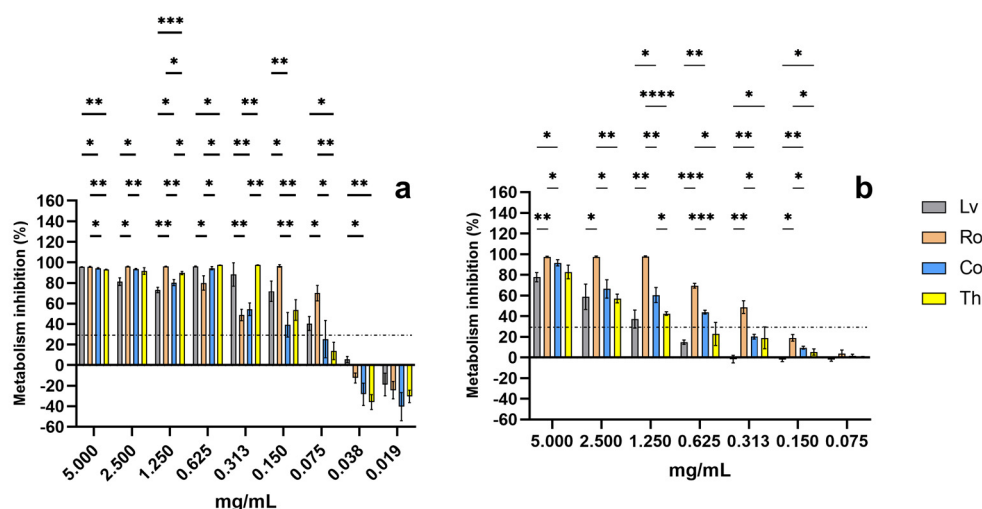 *** 
* **
** * * * ** *
* * * ** * **
** * * * ** ** *
** ** * ** ** * **
* * ** * ** ** * *
a
Metabolism inhibition (%)
160
140
120
100
80
60
40
20
0
-20
-40
-60
5.000 2.500 1.250 0.625 0.313 0.150 0.075 0.038 0.019
mg/mL
* **
**** * *
* ** ** * ** **
* * * *
** * ** *** * *** ** *
b
Metabolism inhibition (%)
160
140
120
100
80
60
40
20
0
-20
-40
-60
5.000 2.500 1.250 0.625 0.313 0.150 0.075
mg/mL
Lv
Ro
Co
Th